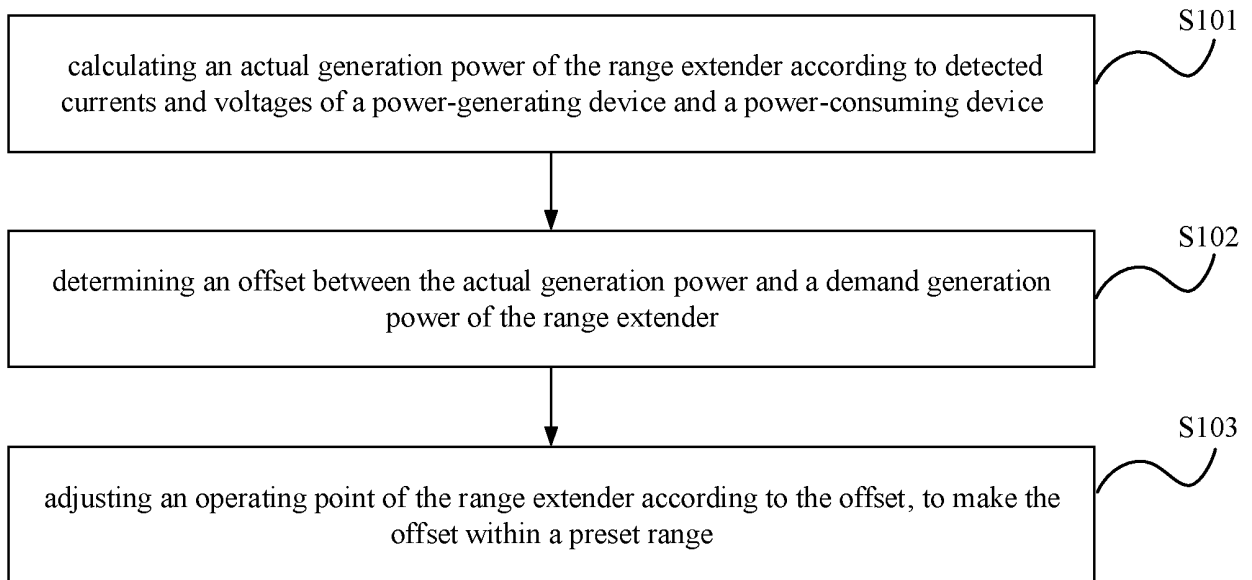 S101
calculating an actual generation power of the range extender according to detected
currents and voltages of a power-generating device and a power-consuming device
S102
determining an offset between the actual generation power and a demand generation
power of the range extender
S103
adjusting an operating point of the range extender according to the offset, to make the
offset within a preset range